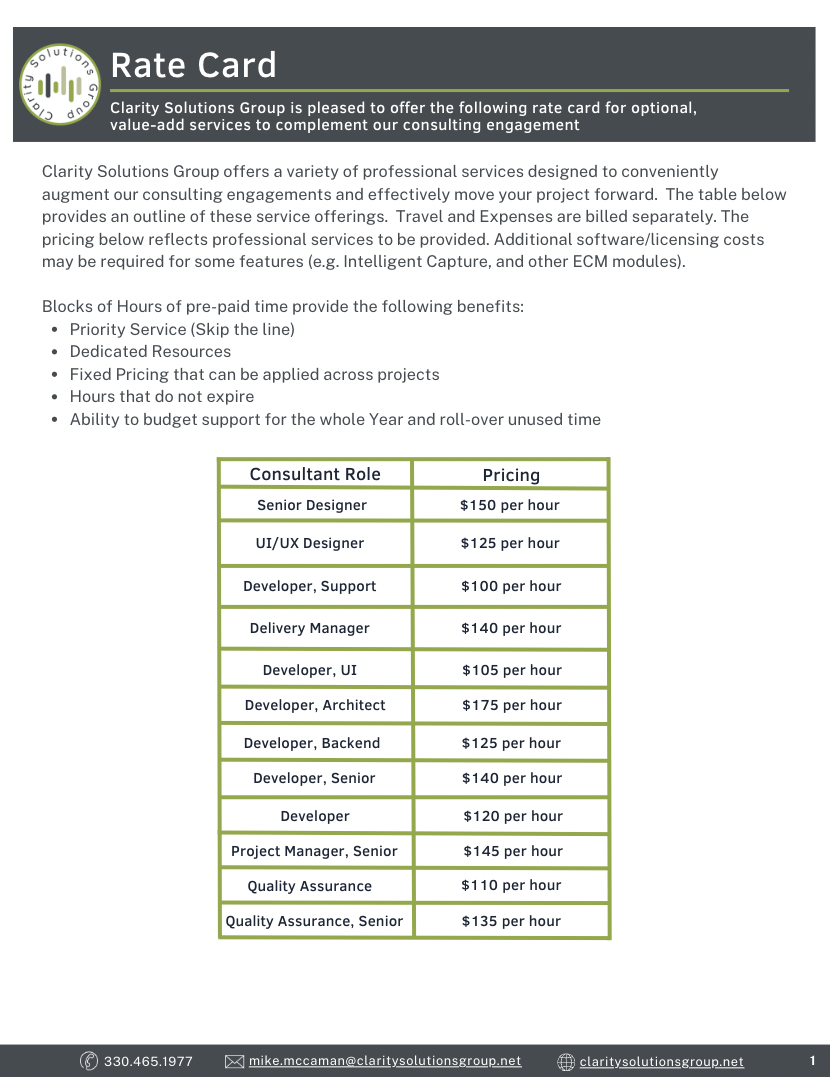 Clarity Solutions Group
Rate Card
Clarity Solutions Group is pleased to offer the following rate card for optional,
value-add services to complement our consulting engagement
Clarity Solutions Group offers a variety of professional services designed to conveniently
augment our consulting engagements and effectively move your project forward.  The table below
provides an outline of these service offerings.  Travel and Expenses are billed separately. The
pricing below reflects professional services to be provided. Additional software/licensing costs
may be required for some features (e.g. Intelligent Capture, and other ECM modules).
Blocks of Hours of pre-paid time provide the following benefits:
• Priority Service (Skip the line)
• Dedicated Resources
• Fixed Pricing that can be applied across projects
• Hours that do not expire
• Ability to budget support for the whole Year and roll-over unused time
Consultant Role Pricing
Senior Designer $150 per hour
UI/UX Designer $125 per hour
Developer, Support $100 per hour
Delivery Manager $140 per hour
Developer, UI $105 per hour
Developer, Architect $175 per hour
Developer, Backend $125 per hour
Developer, Senior $140 per hour
Developer $120 per hour
Project Manager, Senior $145 per hour
Quality Assurance $110 per hour
Quality Assurance, Senior $135 per hour
330.465.1977 mike.mccaman@claritysolutionsgroup.net claritysolutionsgroup.net 1